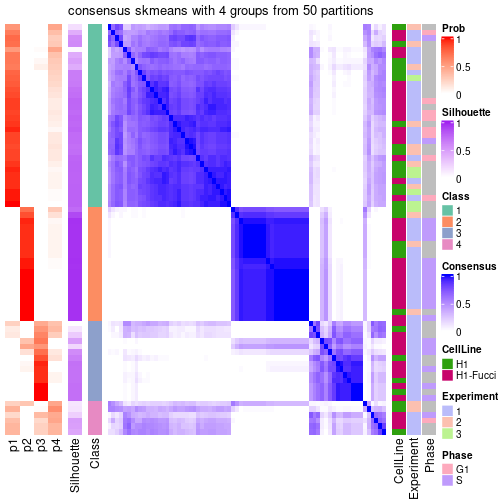 consensus skmeans with 4 groups from 50 partitions
Prob
1
0.5
0
Silhouette
1
0.5
0
Class
1
2
3
4
Consensus
1
0.5
0
CellLine
H1
H1-Fucci
Experiment
1
2
3
Phase
G1
S
p1
p2
p3
p4
Silhouette
Class
CellLine
Experiment
Phase